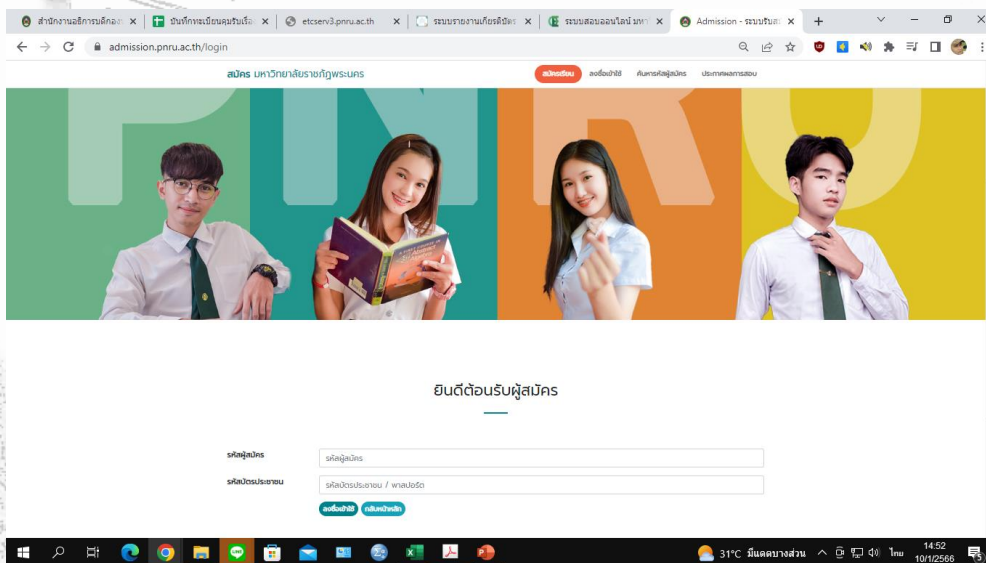 สำนักงานอธิการบดีกอง
บันทึกทะเบียนคุมรับเรื่อ
etcserv3.pnru.ac.th
ระบบรายงานเกียรติบัตร
ระบบสอบออนไลน์ มหา
Admission - ระบบรับสม
admission.pnru.ac.th/login
สมัคร มหาวิทยาลัยราชภัฏพระนคร
สมัครเรียน
ลงชื่อเข้าใช้
ค้นหารหัสผู้สมัคร
ประกาศผลการสอบ
PNRU
ยินดีต้อนรับผู้สมัคร
รหัสผู้สมัคร
รหัสผู้สมัคร
รหัสบัตรประชาชน
รหัสบัตรประชาชน / พาสปอร์ต
ลงชื่อเข้าใช้ กลับหน้าหลัก
31°C มีแดดบางส่วน
ไทย
14:52
10/1/2566
5